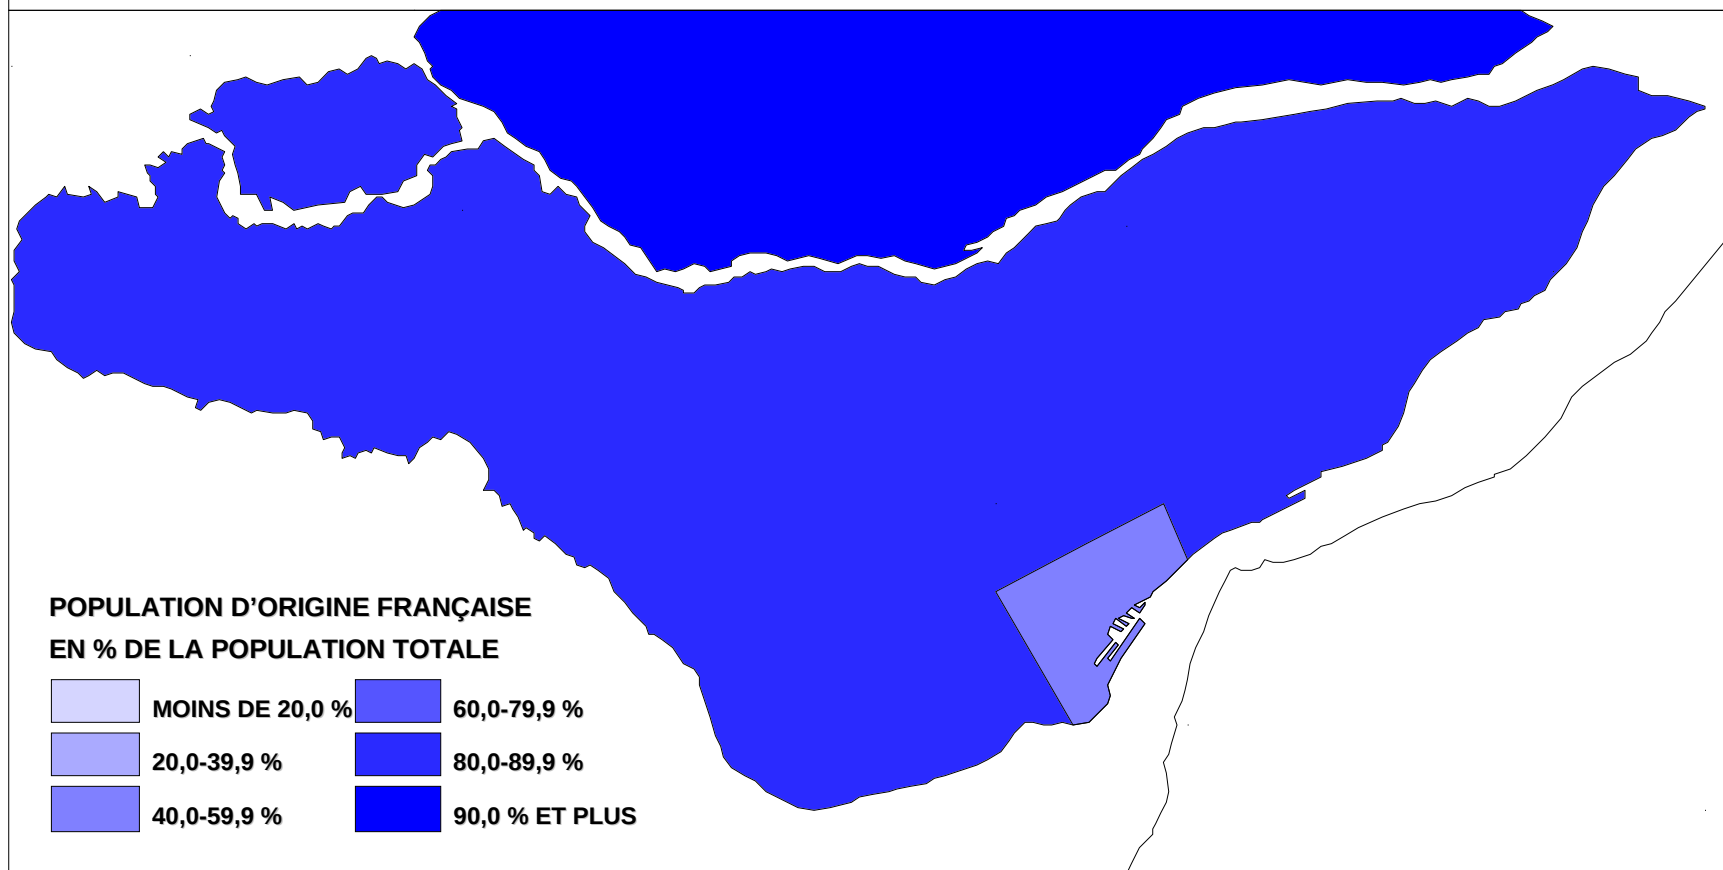 POPULATION D’ORIGINE FRANÇAISE
EN % DE LA POPULATION TOTALE
MOINS DE 20,0 %
20,0-39,9 %
40,0-59,9 %
60,0-79,9 %
80,0-89,9 %
90,0 % ET PLUS